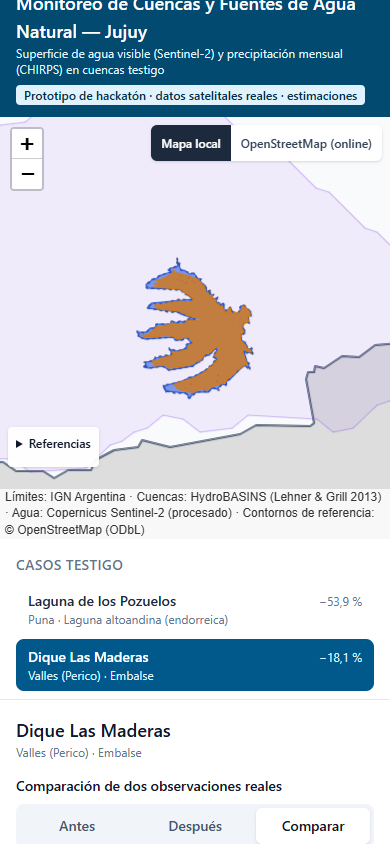 Monitoreo de Cuencas y Fuentes de Agua
Natural — Jujuy
Superficie de agua visible (Sentinel-2) y precipitación mensual
(CHIRPS) en cuencas testigo
Prototipo de hackatón · datos satelitales reales · estimaciones
+
−
Mapa local
OpenStreetMap (online)
▶ Referencias
Límites: IGN Argentina · Cuencas: HydroBASINS (Lehner & Grill 2013)
· Agua: Copernicus Sentinel-2 (procesado) · Contornos de referencia:
© OpenStreetMap (ODbL)
CASOS TESTIGO
Laguna de los Pozuelos −53,9 %
Puna · Laguna altoandina (endorreica)
Dique Las Maderas −18,1 %
Valles (Perico) · Embalse
Dique Las Maderas
Valles (Perico) · Embalse
Comparación de dos observaciones reales
Antes Después Comparar